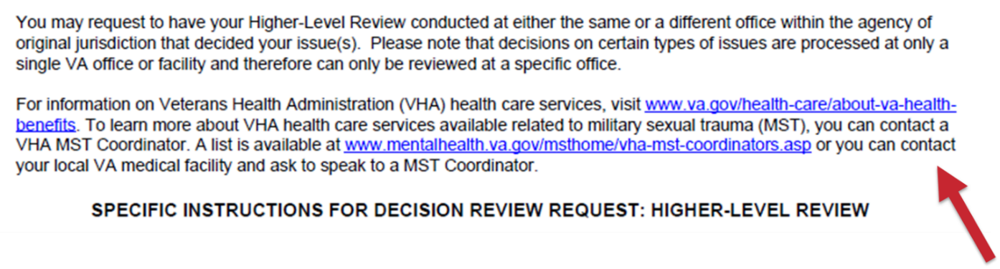 You may request to have your Higher-Level Review conducted at either the same or a different office within the agency of
original jurisdiction that decided your issue(s).  Please note that decisions on certain types of issues are processed at only a
single VA office or facility and therefore can only be reviewed at a specific office.
For information on Veterans Health Administration (VHA) health care services, visit www.va.gov/health-care/about-va-health-
benefits. To learn more about VHA health care services available related to military sexual trauma (MST), you can contact a
VHA MST Coordinator. A list is available at www.mentalhealth.va.gov/msthome/vha-mst-coordinators.asp or you can contact
your local VA medical facility and ask to speak to a MST Coordinator.
SPECIFIC INSTRUCTIONS FOR DECISION REVIEW REQUEST: HIGHER-LEVEL REVIEW